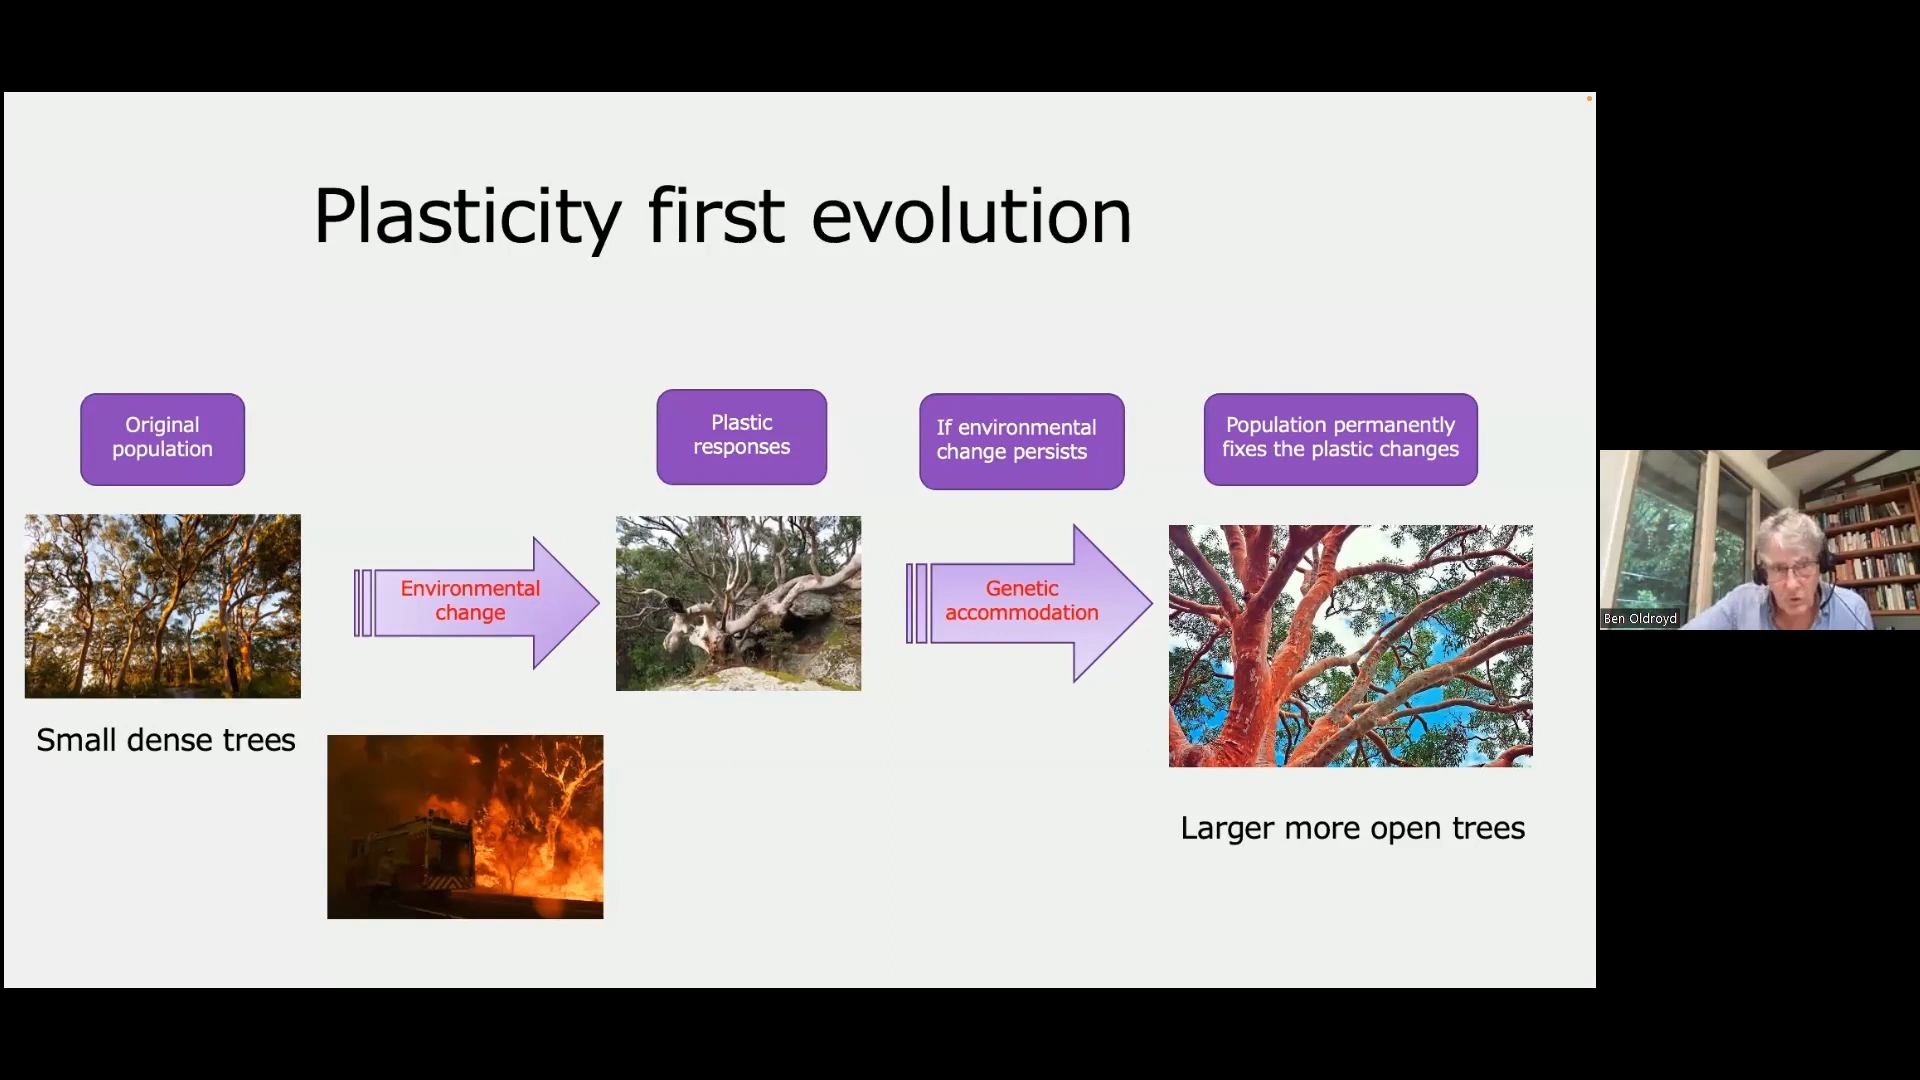 Plasticity first evolution
Original
population
Plastic
responses
If environmental
change persists
Population permanently
fixes the plastic changes
Environmental
change
Genetic
accommodation
Small dense trees
Larger more open trees
Ben Oldroyd